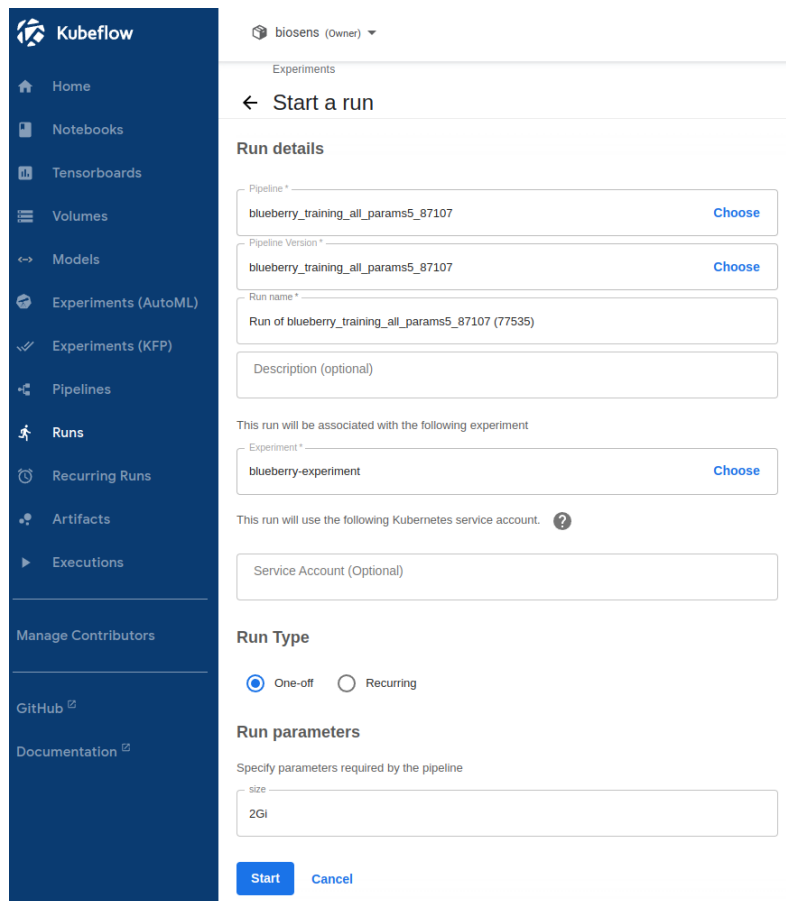 Kubeflow
Home
Notebooks
Tensorboards
Volumes
Models
Experiments (AutoML)
Experiments (KFP)
Pipelines
Runs
Recurring Runs
Artifacts
Executions
Manage Contributors
GitHub
Documentation
biosens (Owner)
Experiments
Start a run
Run details
Pipeline *
blueberry_training_all_params5_87107 Choose
Pipeline Version *
blueberry_training_all_params5_87107 Choose
Run name *
Run of blueberry_training_all_params5_87107 (77535)
Description (optional)
This run will be associated with the following experiment
Experiment *
blueberry-experiment Choose
This run will use the following Kubernetes service account. ?
Service Account (Optional)
Run Type
One-off Recurring
Run parameters
Specify parameters required by the pipeline
size
2Gi
Start Cancel